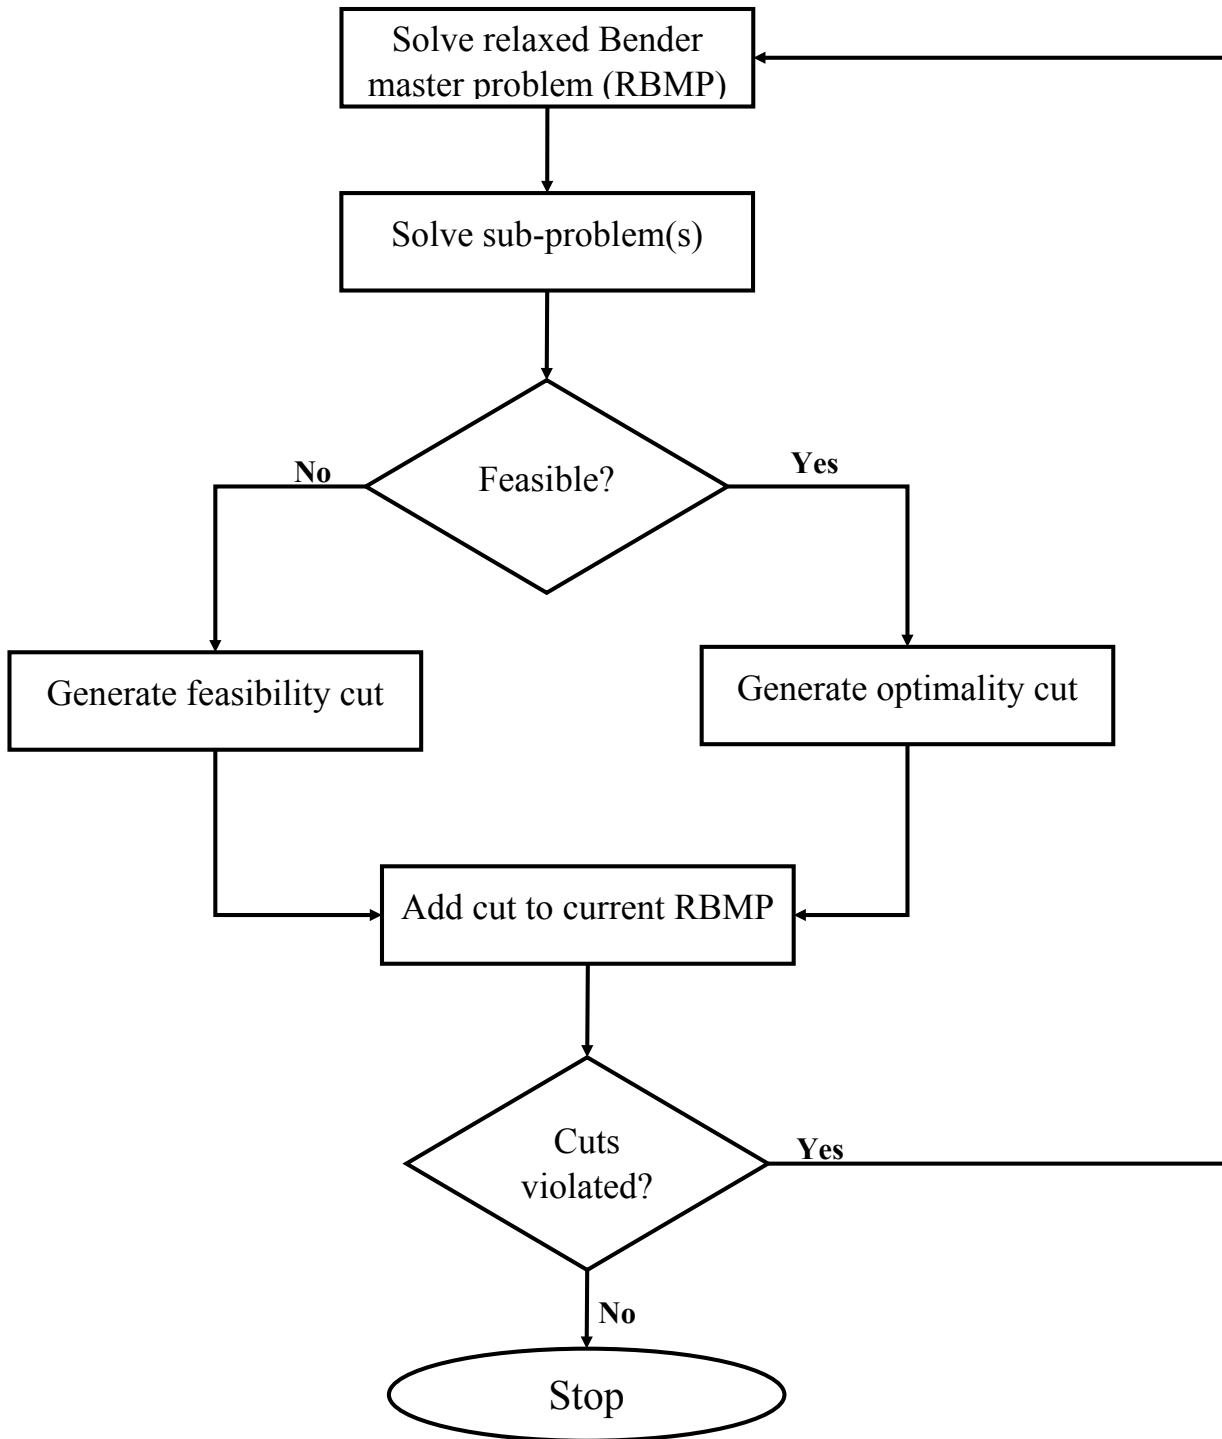 Solve relaxed Bender
master problem (RBMP)
Solve sub-problem(s)
Feasible?
No
Yes
Generate feasibility cut
Generate optimality cut
Add cut to current RBMP
Cuts
violated?
Yes
No
Stop